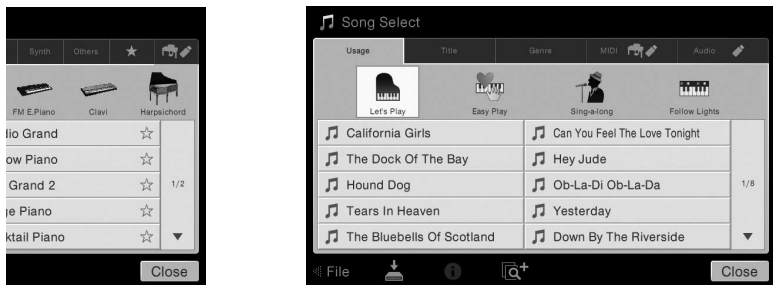 Synth Others
FM E.Piano Clavi Harpsichord
dio Grand
ow Piano
Grand 2
1/2
ge Piano
ktail Piano
Close
Song Select
Usage Title Genre MIDI Audio
Let's Play Easy Play Sing-a-long Follow Lights
California Girls
Can You Feel The Love Tonight
The Dock Of The Bay
Hey Jude
Hound Dog
Ob-La-Di Ob-La-Da
1/8
Tears In Heaven
Yesterday
The Bluebells Of Scotland
Down By The Riverside
File
Close